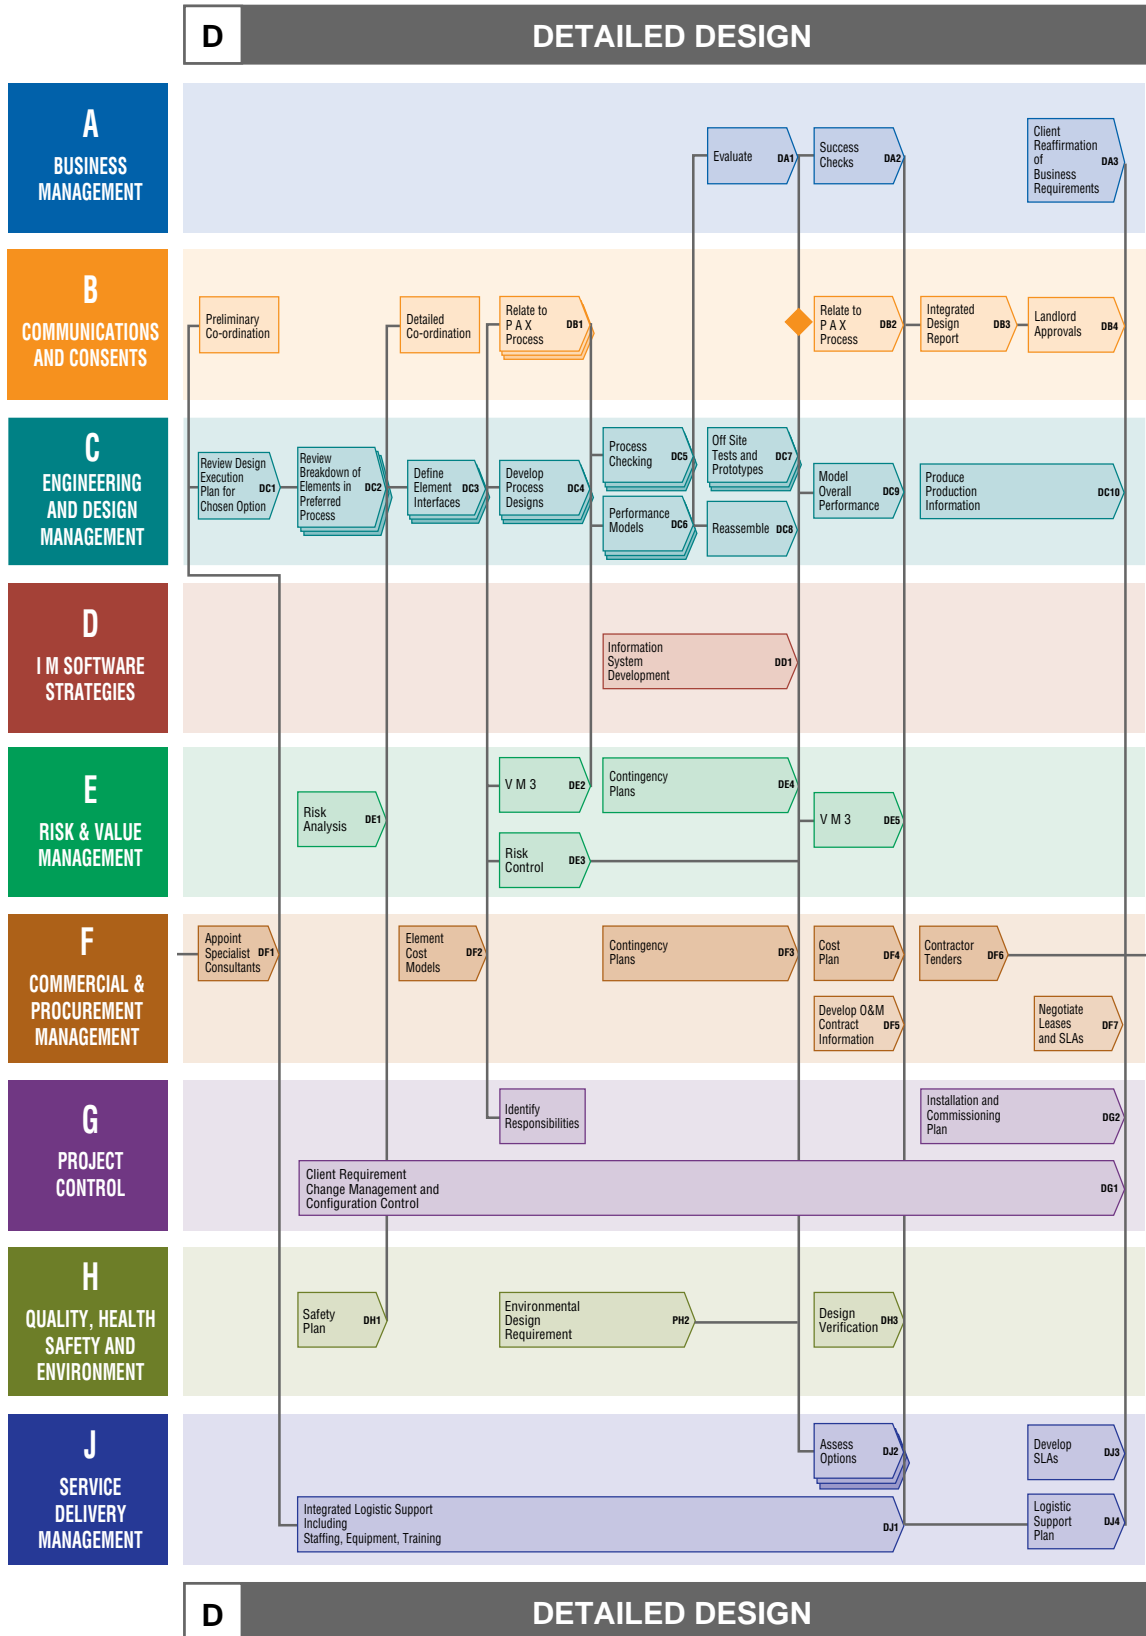 D
DETAILED DESIGN
A
BUSINESS
MANAGEMENT
Evaluate
DA1
Success
Checks
DA2
Client
Reaffirmation
of
Business
Requirements
DA3
B
COMMUNICATIONS
AND CONSENTS
Preliminary
Co-ordination
Detailed
Co-ordination
Relate to
P A X
Process
DB1
Relate to
P A X
Process
DB2
Integrated
Design
Report
DB3
Landlord
Approvals
DB4
C
ENGINEERING
AND DESIGN
MANAGEMENT
Review Design
Execution
Plan for
Chosen Option
DC1
Review
Breakdown of
Elements in
Preferred
Process
DC2
Define
Element
Interfaces
DC3
Develop
Process
Designs
DC4
Process
Checking
DC5
Performance
Models
DC6
Off Site
Tests and
Prototypes
DC7
Reassemble
DC8
Model
Overall
Performance
DC9
Produce
Production
Information
DC10
D
I M SOFTWARE
STRATEGIES
Information
System
Development
DD1
E
RISK & VALUE
MANAGEMENT
Risk
Analysis
DE1
V M 3
DE2
Risk
Control
DE3
Contingency
Plans
DE4
V M 3
DE5
F
COMMERCIAL &
PROCUREMENT
MANAGEMENT
Appoint
Specialist
Consultants
DF1
Element
Cost
Models
DF2
Contingency
Plans
DF3
Cost
Plan
DF4
Develop O&M
Contract
Information
DF5
Contractor
Tenders
DF6
Negotiate
Leases
and SLAs
DF7
G
PROJECT
CONTROL
Identify
Responsibilities
Installation and
Commissioning
Plan
DG2
Client Requirement
Change Management and
Configuration Control
DG1
H
QUALITY, HEALTH
SAFETY AND
ENVIRONMENT
Safety
Plan
DH1
Environmental
Design
Requirement
PH2
Design
Verification
DH3
J
SERVICE
DELIVERY
MANAGEMENT
Integrated Logistic Support
Including
Staffing, Equipment, Training
DJ1
Assess
Options
DJ2
Develop
SLAs
DJ3
Logistic
Support
Plan
DJ4
D
DETAILED DESIGN